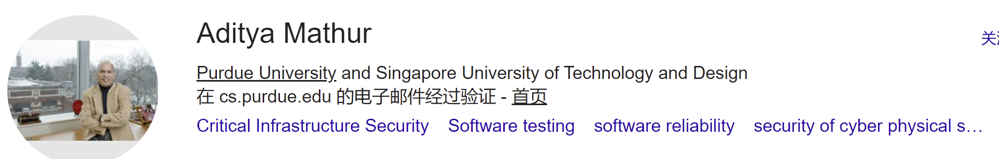 Aditya Mathur
关
Purdue University and Singapore University of Technology and Design
在 cs.purdue.edu 的电子邮件经过验证 - 首页
Critical Infrastructure Security Software testing software reliability security of cyber physical s…